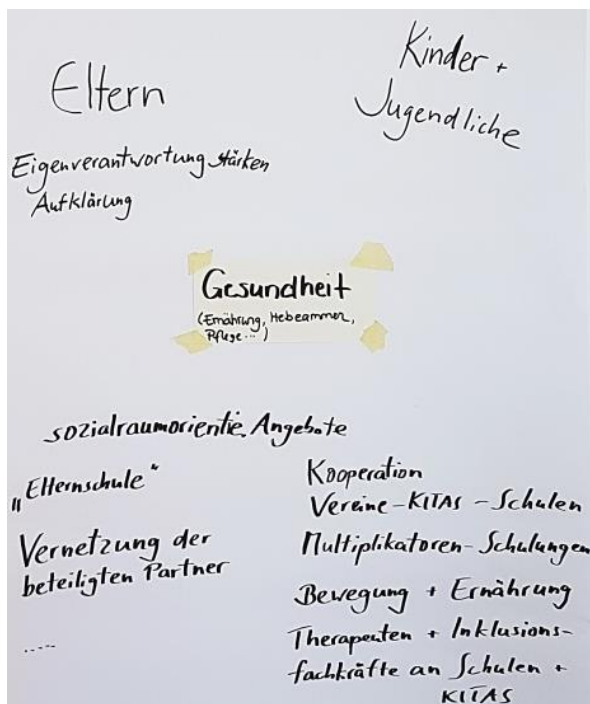 Eltern
Kinder +
Jugendliche
Eigenverantwortung stärken
Aufklärung
Gesundheit
(Ernährung, Hebeammen,
Pflege...)
sozialraumorientie. Angebote
"Elternschule"
Vernetzung der
beteiligten Partner
.....
Kooperation
Vereine - KITAS - Schulen
Multiplikatoren - Schulungen
Bewegung + Ernährung
Therapeuten + Inklusions-
fachkräfte an Schulen +
KITAS